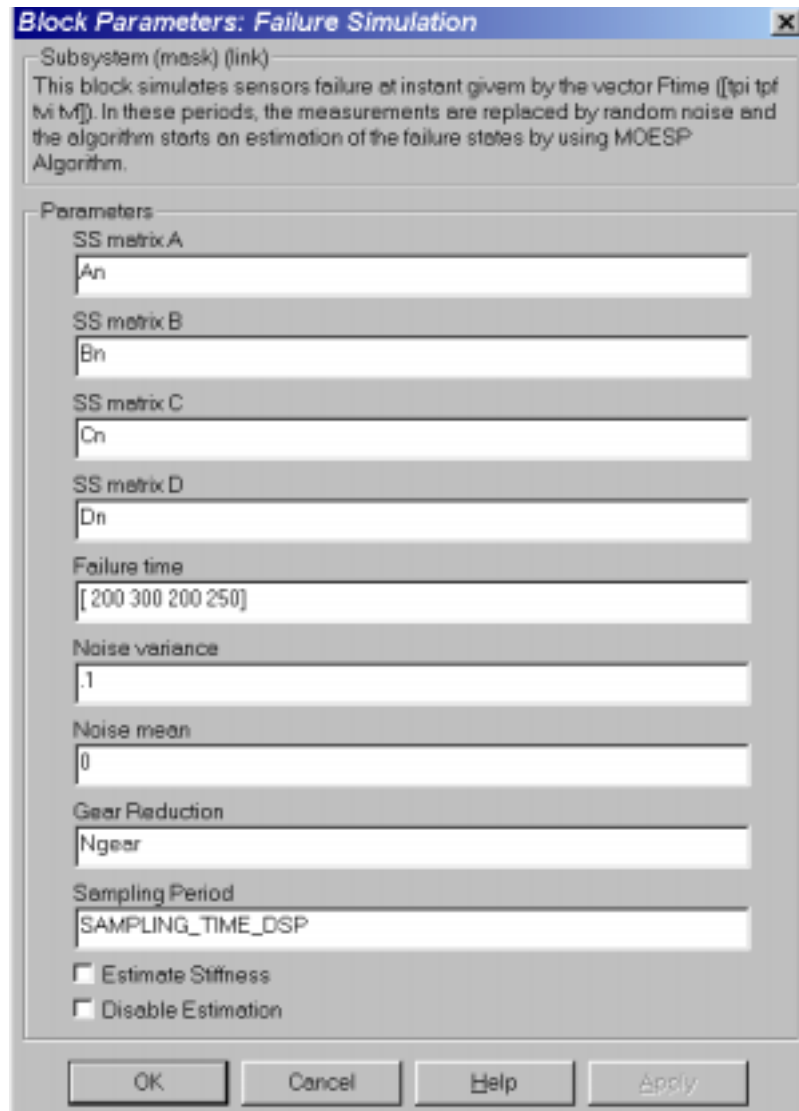 Block Parameters: Failure Simulation
Subsystem (mask) (link)
This block simulates sensors failure at instant givem by the vector Ftime ([tpi tpf
tvi tvf]). In these periods, the measurements are replaced by random noise and
the algorithm starts an estimation of the failure states by using MOESP
Algorithm.
Parameters
SS matrix A
An
SS matrix B
Bn
SS matrix C
Cn
SS matrix D
Dn
Failure time
[ 200 300 200 250]
Noise variance
.1
Noise mean
0
Gear Reduction
Ngear
Sampling Period
SAMPLING_TIME_DSP
Estimate Stiffness
Disable Estimation
OK Cancel Help Apply